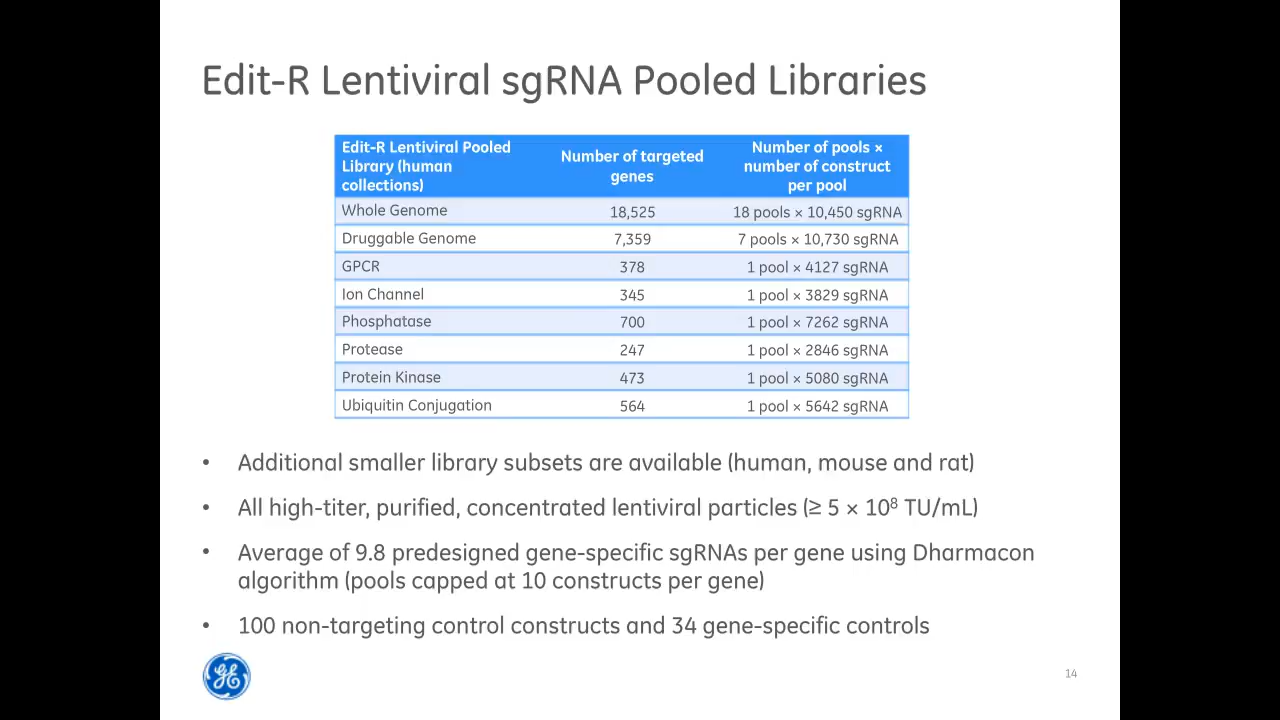 Edit-R Lentiviral sgRNA Pooled Libraries
Edit-R Lentiviral Pooled
Library (human
collections)
Number of targeted
genes
Number of pools ×
number of construct
per pool
Whole Genome 18,525 18 pools × 10,450 sgRNA
Druggable Genome 7,359 7 pools × 10,730 sgRNA
GPCR 378 1 pool × 4127 sgRNA
Ion Channel 345 1 pool × 3829 sgRNA
Phosphatase 700 1 pool × 7262 sgRNA
Protease 247 1 pool × 2846 sgRNA
Protein Kinase 473 1 pool × 5080 sgRNA
Ubiquitin Conjugation 564 1 pool × 5642 sgRNA
• Additional smaller library subsets are available (human, mouse and rat)
• All high-titer, purified, concentrated lentiviral particles (≥ 5 × 10⁸ TU/mL)
• Average of 9.8 predesigned gene-specific sgRNAs per gene using Dharmacon
algorithm (pools capped at 10 constructs per gene)
• 100 non-targeting control constructs and 34 gene-specific controls
GE
14